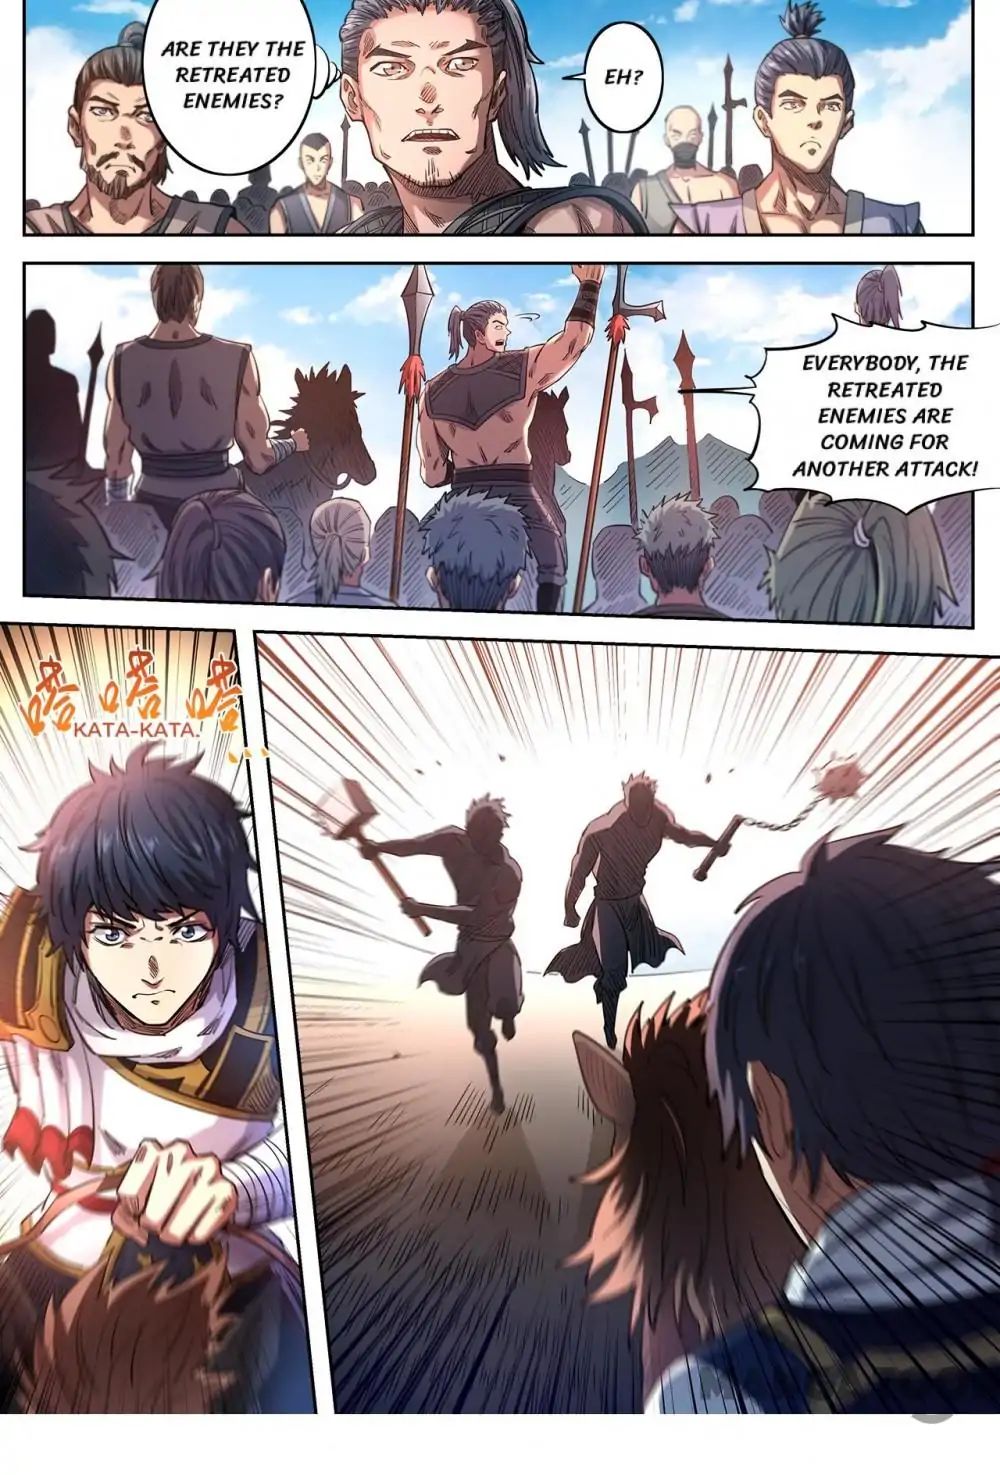 ARE THEY THE
RETREATED
ENEMIES?
EH?
EVERYBODY, THE
RETREATED
ENEMIES ARE
COMING FOR
ANOTHER ATTACK!
嗒嗒嗒…
KATA-KATA.